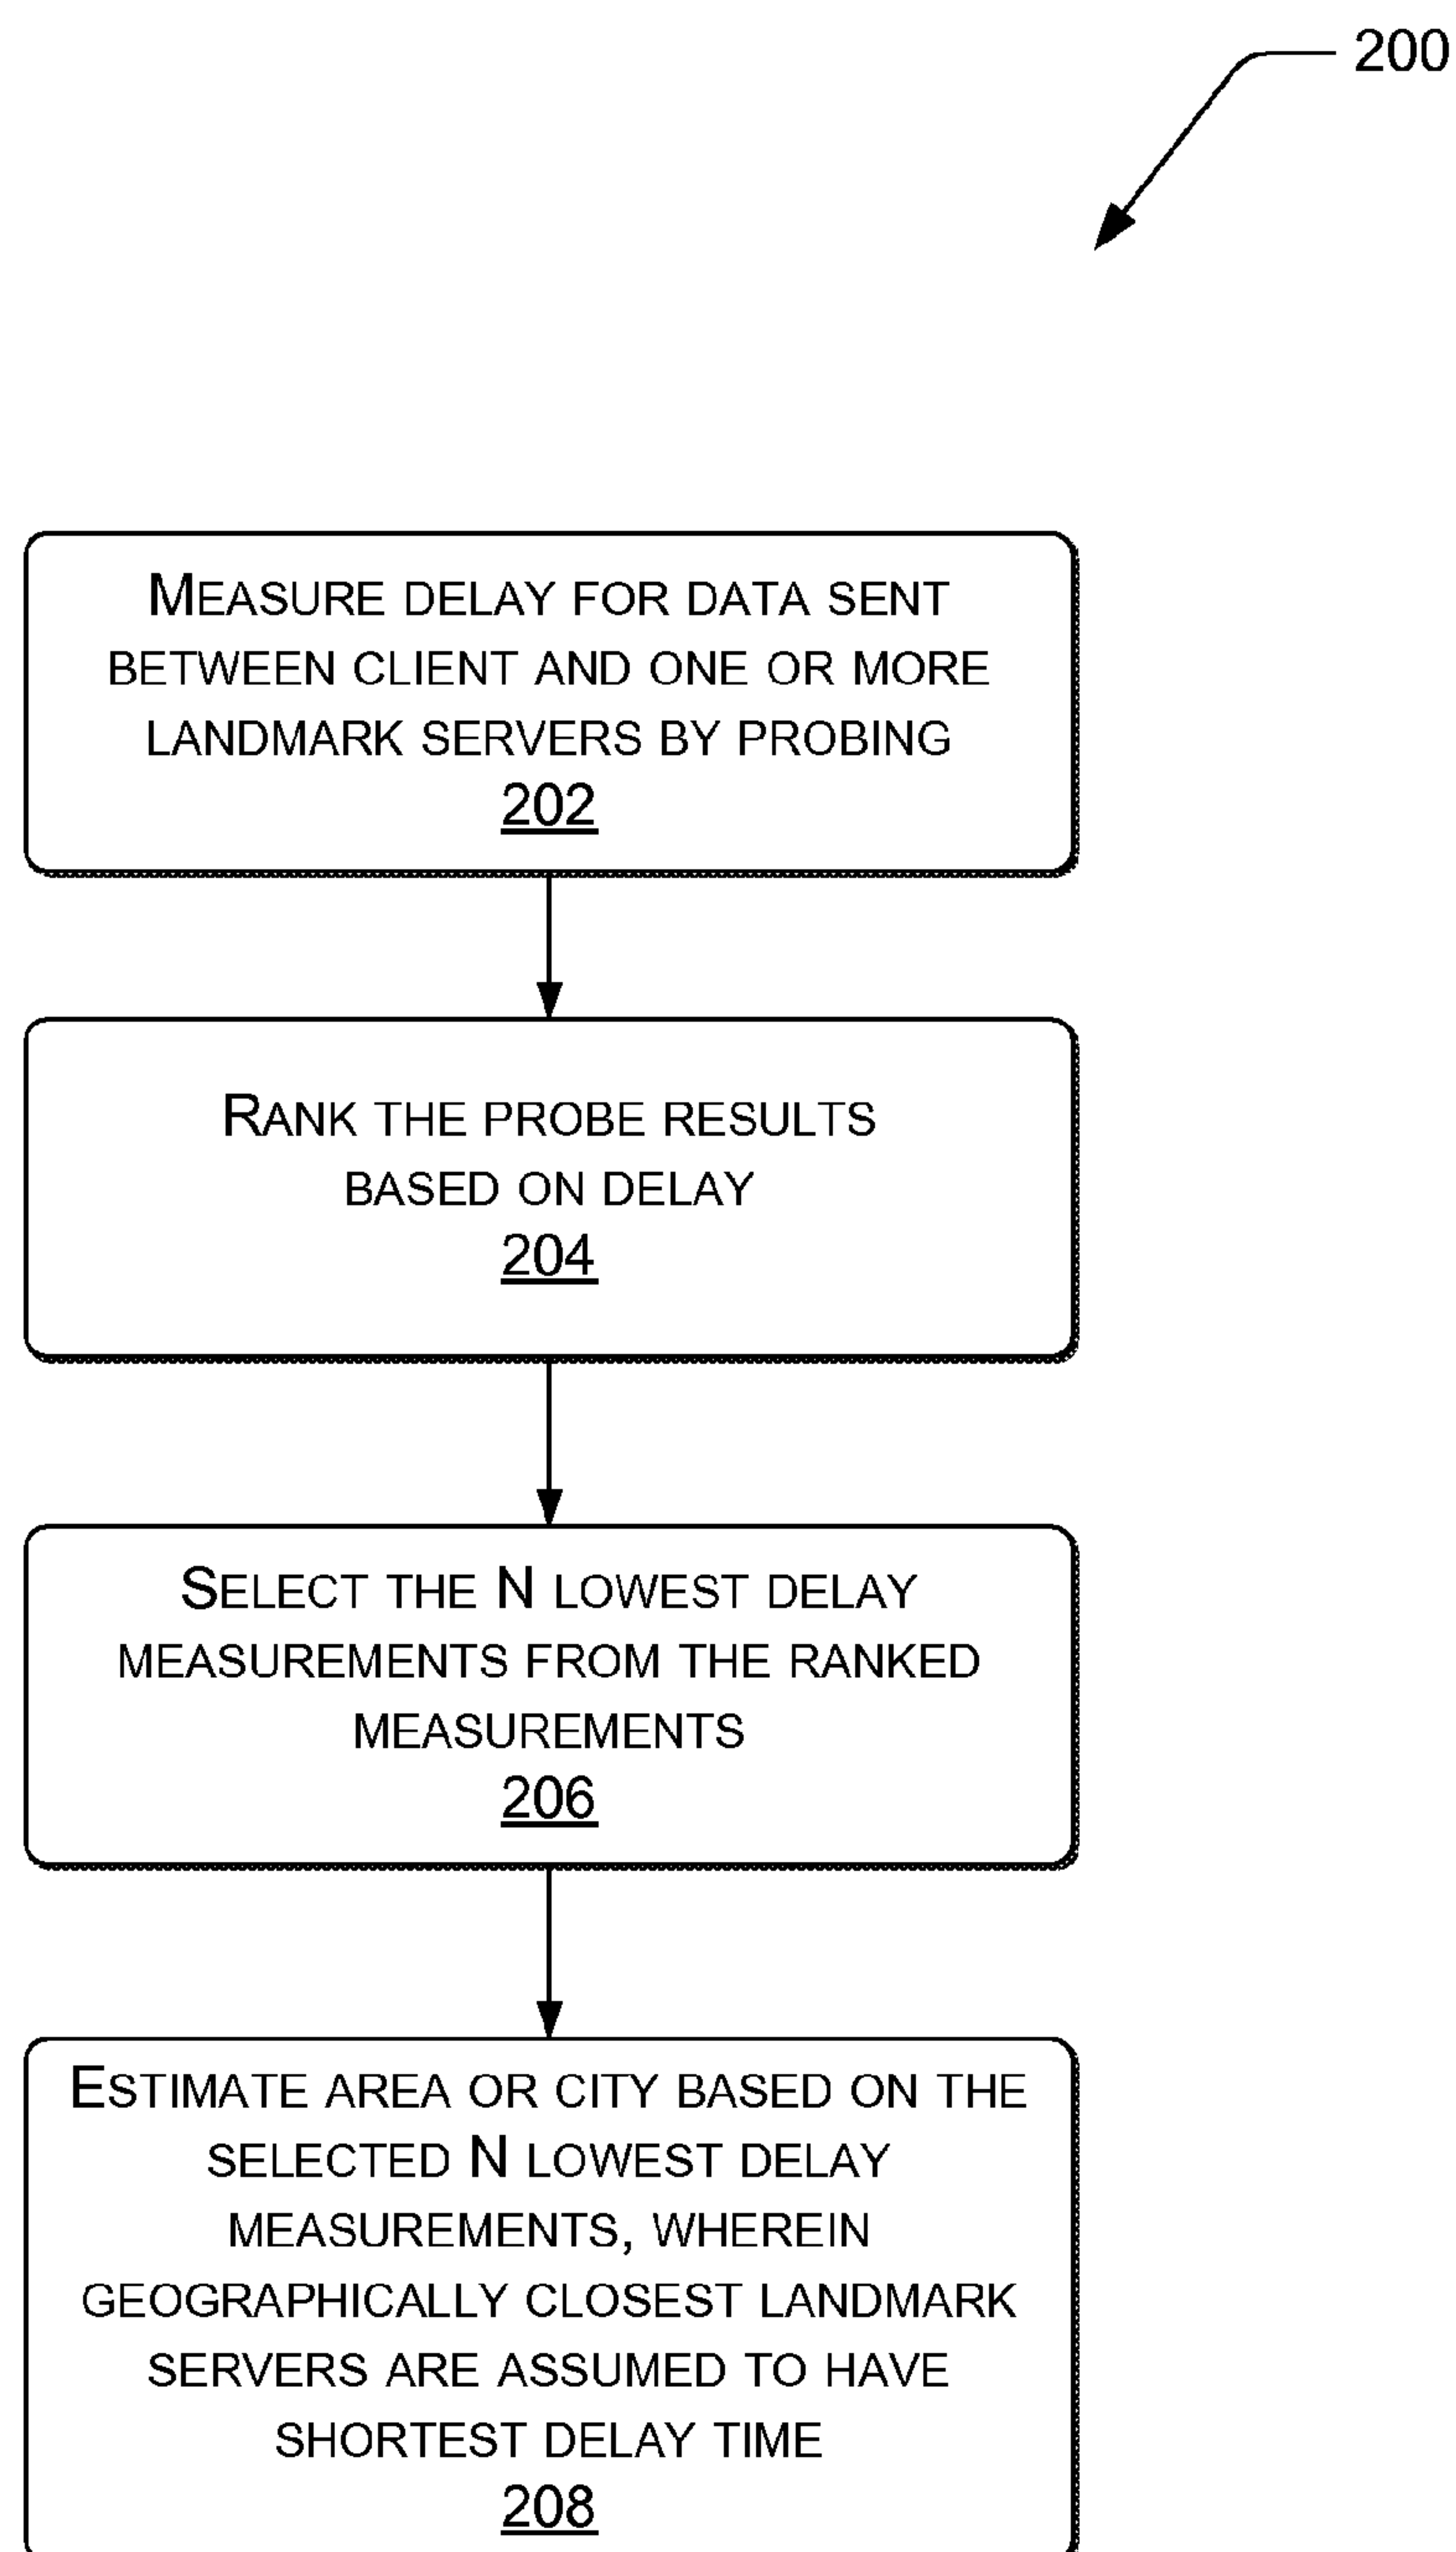 200
MEASURE DELAY FOR DATA SENT
BETWEEN CLIENT AND ONE OR MORE
LANDMARK SERVERS BY PROBING
202
RANK THE PROBE RESULTS
BASED ON DELAY
204
SELECT THE N LOWEST DELAY
MEASUREMENTS FROM THE RANKED
MEASUREMENTS
206
ESTIMATE AREA OR CITY BASED ON THE
SELECTED N LOWEST DELAY
MEASUREMENTS, WHEREIN
GEOGRAPHICALLY CLOSEST LANDMARK
SERVERS ARE ASSUMED TO HAVE
SHORTEST DELAY TIME
208